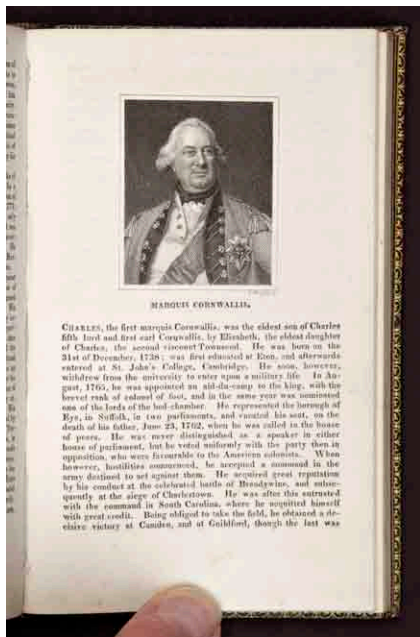 MARQUIS CORNWALLIS.
CHARLES, the first marquis Cornwallis, was the eldest son of Charles
fifth lord and first earl Cornwallis, by Elizabeth, the eldest daughter
of Charles, the second viscount Townsend. He was born on the
31st of December, 1738; was first educated at Eton, and afterwards
entered at St. John's College, Cambridge. He soon, however,
withdrew from the university to enter upon a military life. In Au-
gust, 1765, he was appointed an aid-du-camp to the king, with the
brevet rank of colonel of foot, and in the same year was nominated
one of the lords of the bed-chamber. He represented the borough of
Eye, in Suffolk, in two parliaments, and vacated his seat, on the
death of his father, June 23, 1762, when he was called to the house
of peers. He was never distinguished as a speaker in either
house of parliament, but he voted uniformly with the party then in
opposition, who were favourable to the American colonists. When
however, hostilities commenced, he accepted a command in the
army destined to act against them. He acquired great reputation
by his conduct at the celebrated battle of Brandywine, and subse-
quently at the siege of Charlestown. He was after this entrusted
with the command in South Carolina, where he acquitted himself
with great credit. Being obliged to take the field, he obtained a de-
cisive victory at Camden, and at Guildford, though the last was